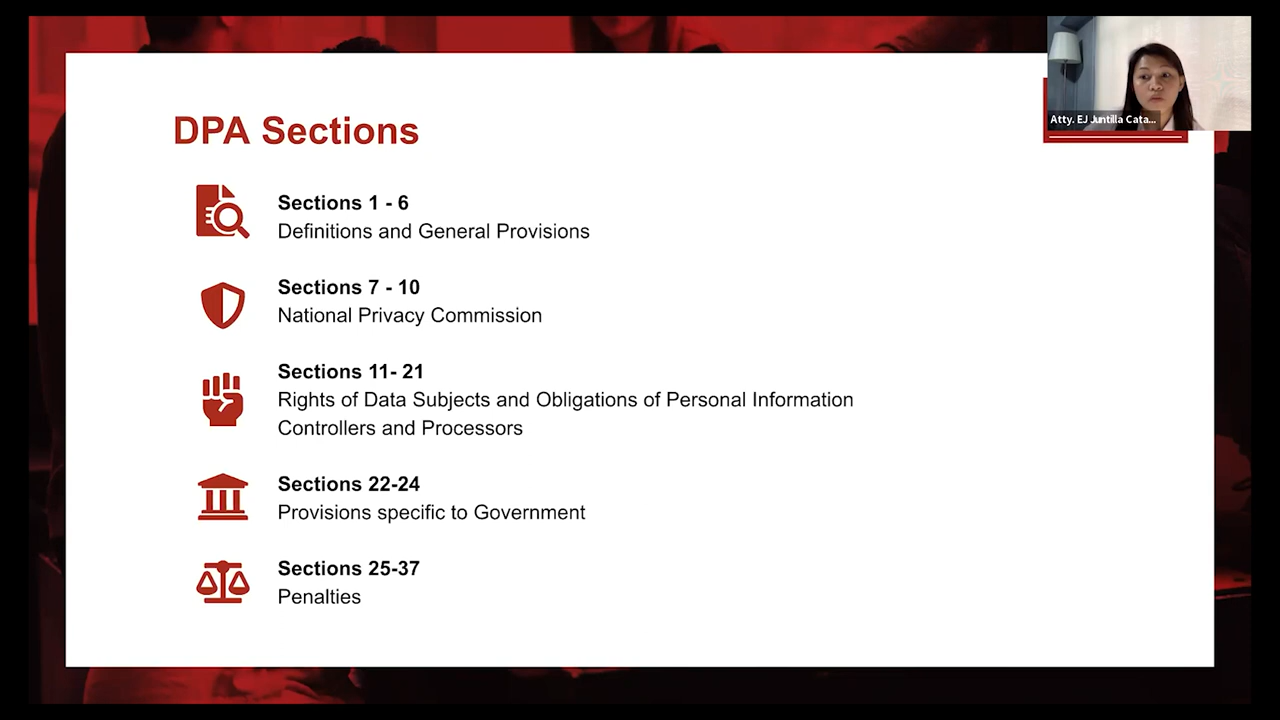 DPA Sections
Sections 1 - 6
Definitions and General Provisions
Sections 7 - 10
National Privacy Commission
Sections 11- 21
Rights of Data Subjects and Obligations of Personal Information
Controllers and Processors
Sections 22-24
Provisions specific to Government
Sections 25-37
Penalties
Atty. EJ Juntilla Cata...